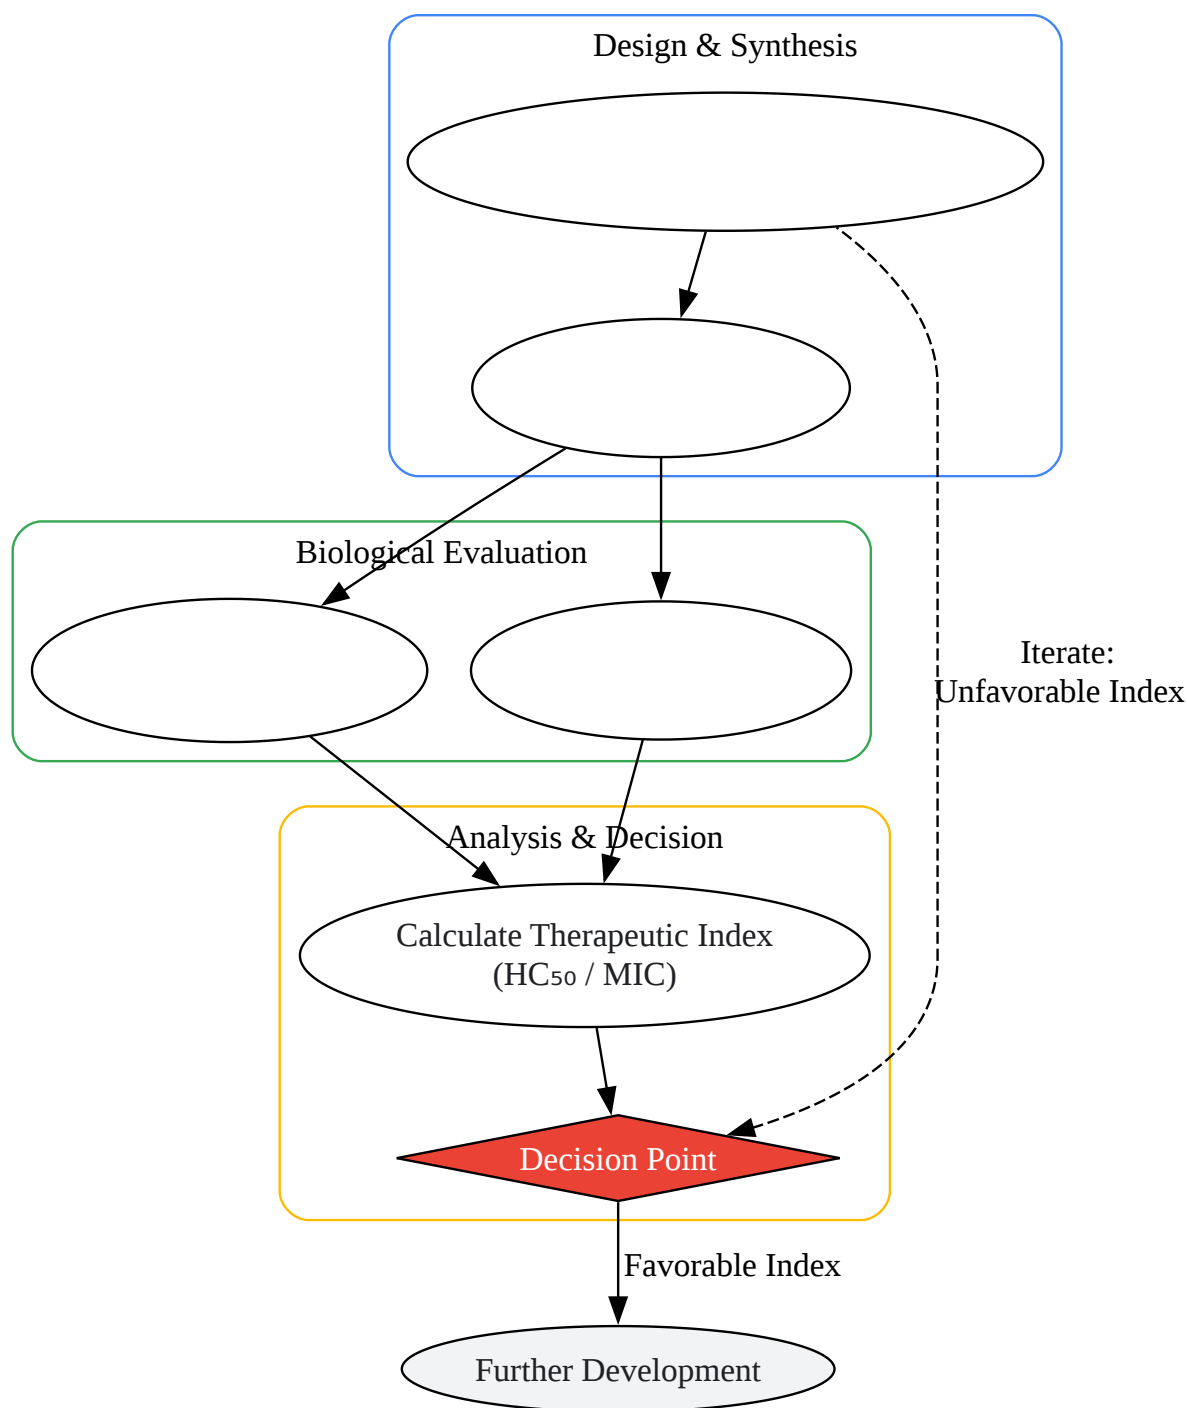 Design & Synthesis
Biological Evaluation
Iterate:
Unfavorable Index
Analysis & Decision
Calculate Therapeutic Index
(HC₅₀ / MIC)
Decision Point
Favorable Index
Further Development